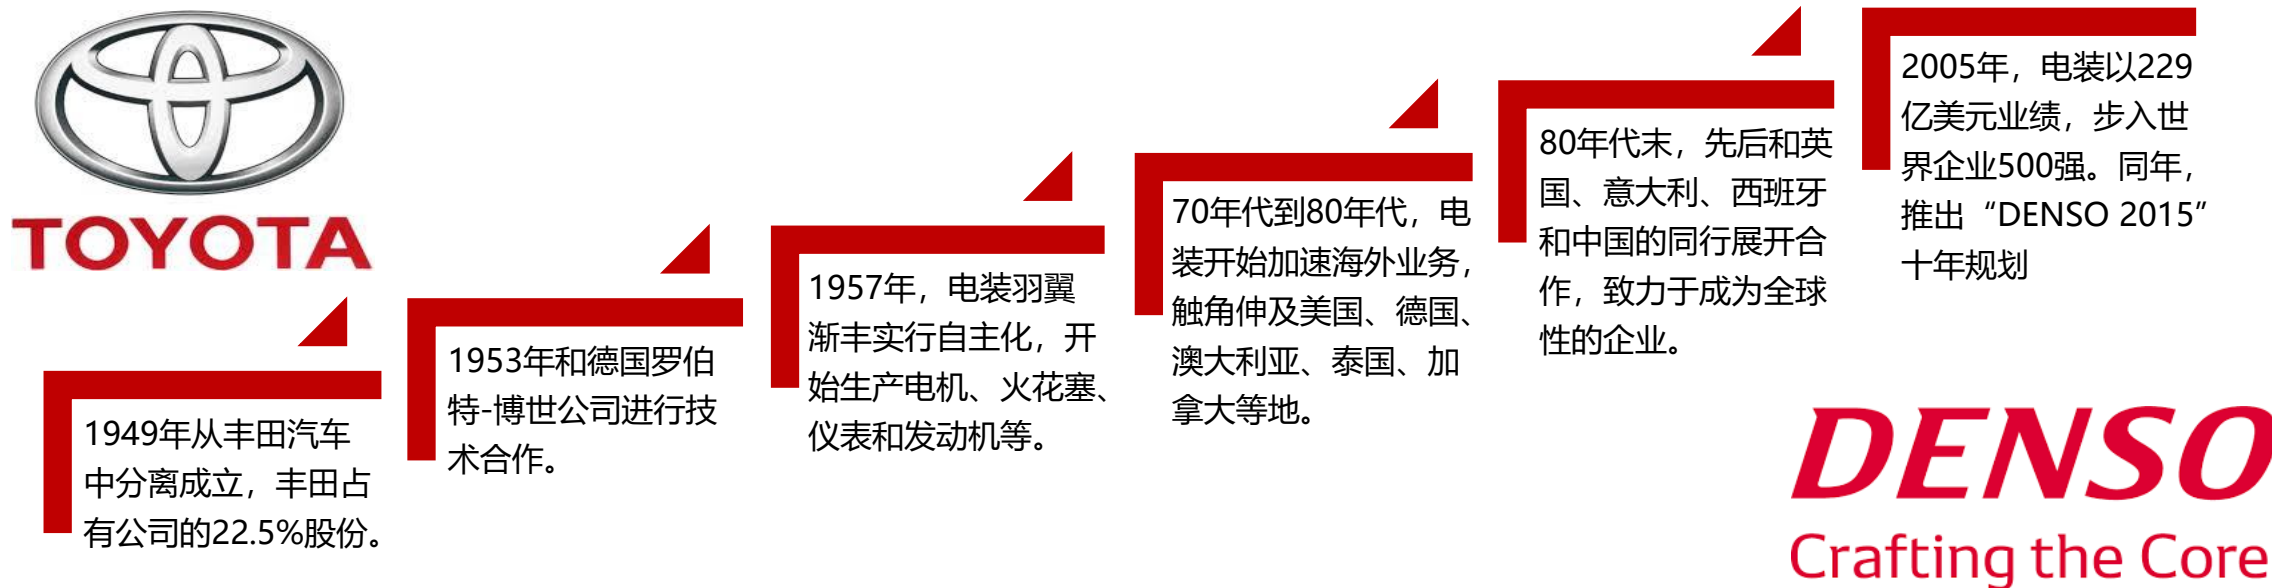 TOYOTA
1949年从丰田汽车
中分离成立，丰田占
有公司的22.5%股份。
1953年和德国罗伯
特-博世公司进行技
术合作。
1957年，电装羽翼
渐丰实行自主化，开
始生产电机、火花塞、
仪表和发动机等。
70年代到80年代，电
装开始加速海外业务，
触角伸及美国、德国、
澳大利亚、泰国、加
拿大等地。
80年代末，先后和英
国、意大利、西班牙
和中国的同行展开合
作，致力于成为全球
性的企业。
2005年，电装以229
亿美元业绩，步入世
界企业500强。同年，
推出“DENSO 2015”
十年规划
DENSO
Crafting the Core